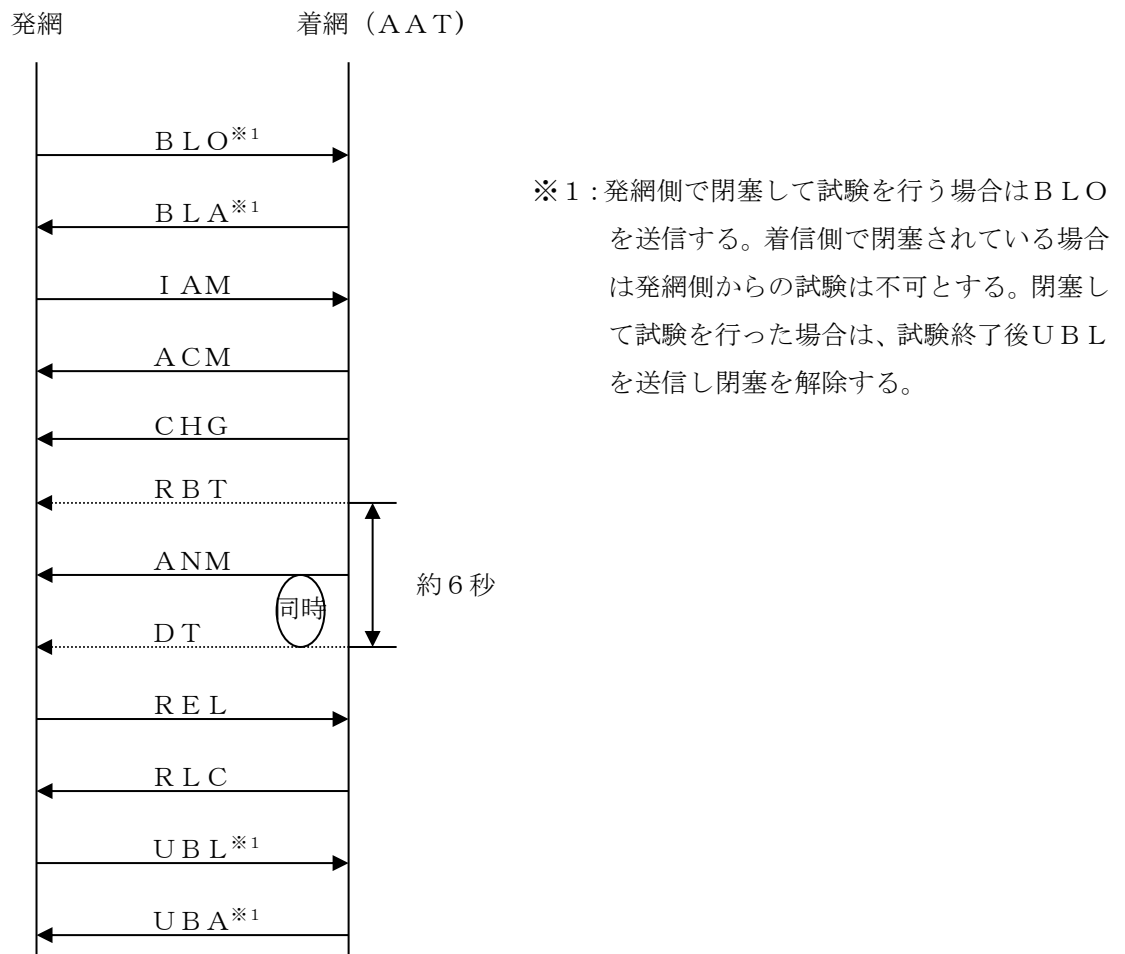 発網
着網（ＡＡＴ）
ＢＬＯ※1
ＢＬＡ※1
ＩＡＭ
ＡＣＭ
ＣＨＧ
ＲＢＴ
ＡＮＭ
同時
約６秒
ＤＴ
ＲＥＬ
ＲＬＣ
ＵＢＬ※1
ＵＢＡ※1
※１：発網側で閉塞して試験を行う場合はＢＬＯ
を送信する。着信側で閉塞されている場合
は発網側からの試験は不可とする。閉塞し
て試験を行った場合は、試験終了後ＵＢＬ
を送信し閉塞を解除する。